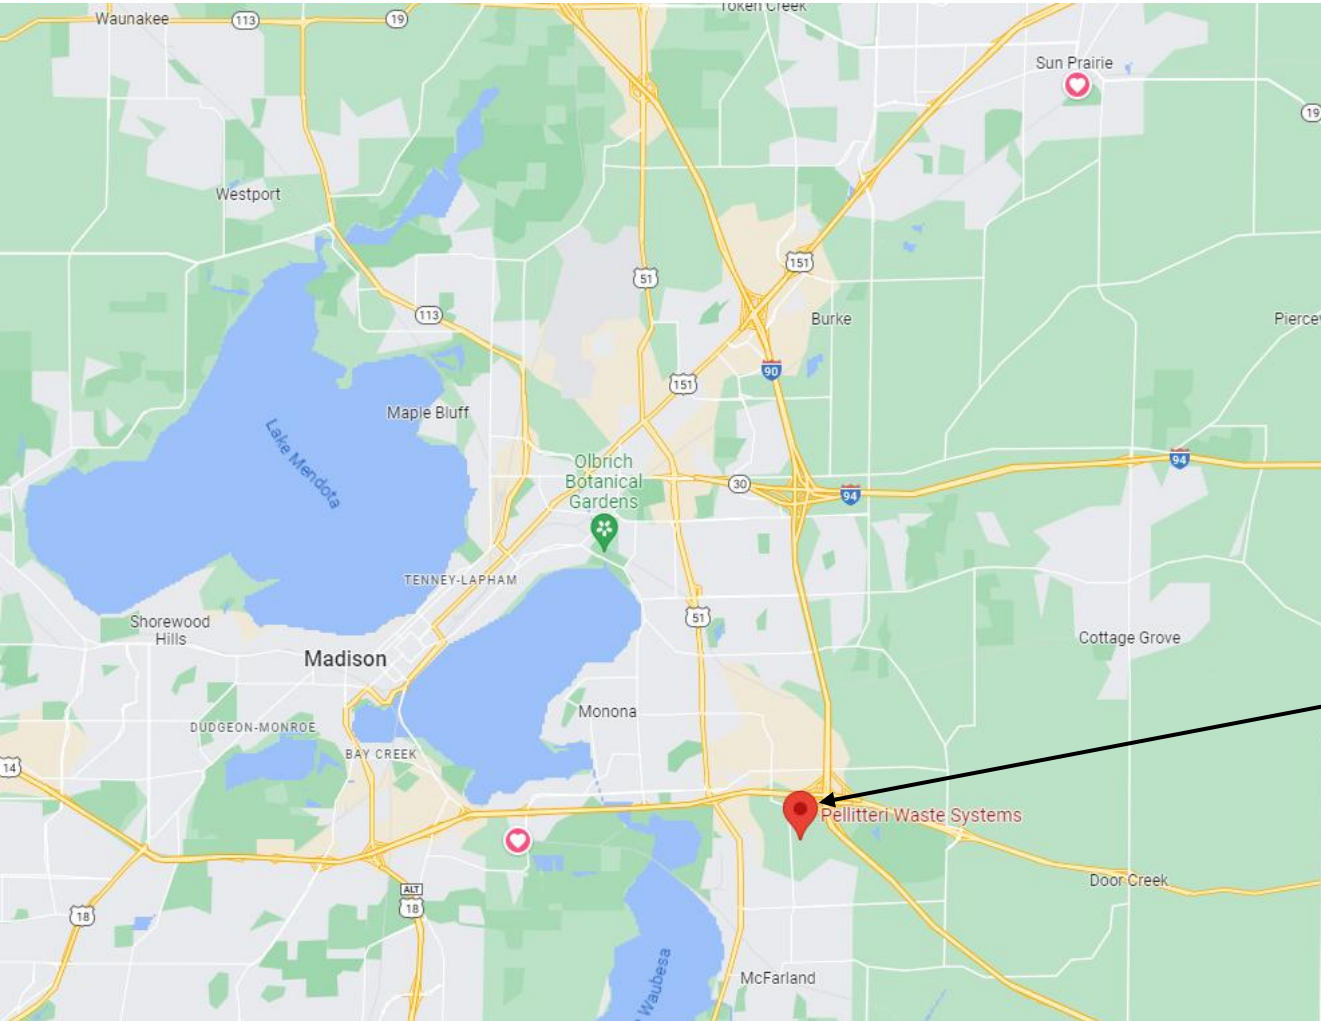 Waunakee
113
19
Token Creek
Sun Prairie
19
Westport
51
151
113
Burke
90
151
Maple Bluff
Lake Mendota
Olbrich
Botanical
Gardens
30
94
94
TENNEY-LAPHAM
Shorewood
Hills
51
Cottage Grove
Madison
Monona
DUDGEON-MONROE
BAY CREEK
14
Pellitteri Waste Systems
Door Creek
ALT
18
18
McFarland
Waubesa